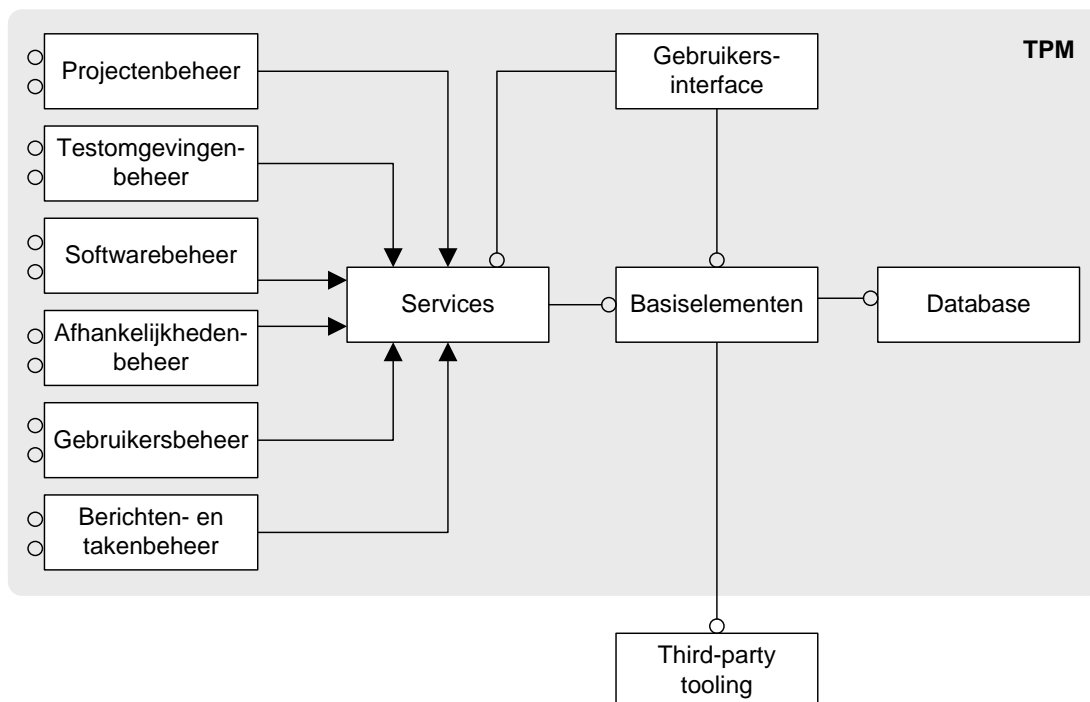 TPM
Projectenbeheer
Gebruikers-
interface
Testomgevingen-
beheer
Softwarebeheer
Services
Basiselementen
Database
Afhankelijkheden-
beheer
Gebruikersbeheer
Berichten- en
takenbeheer
Third-party
tooling